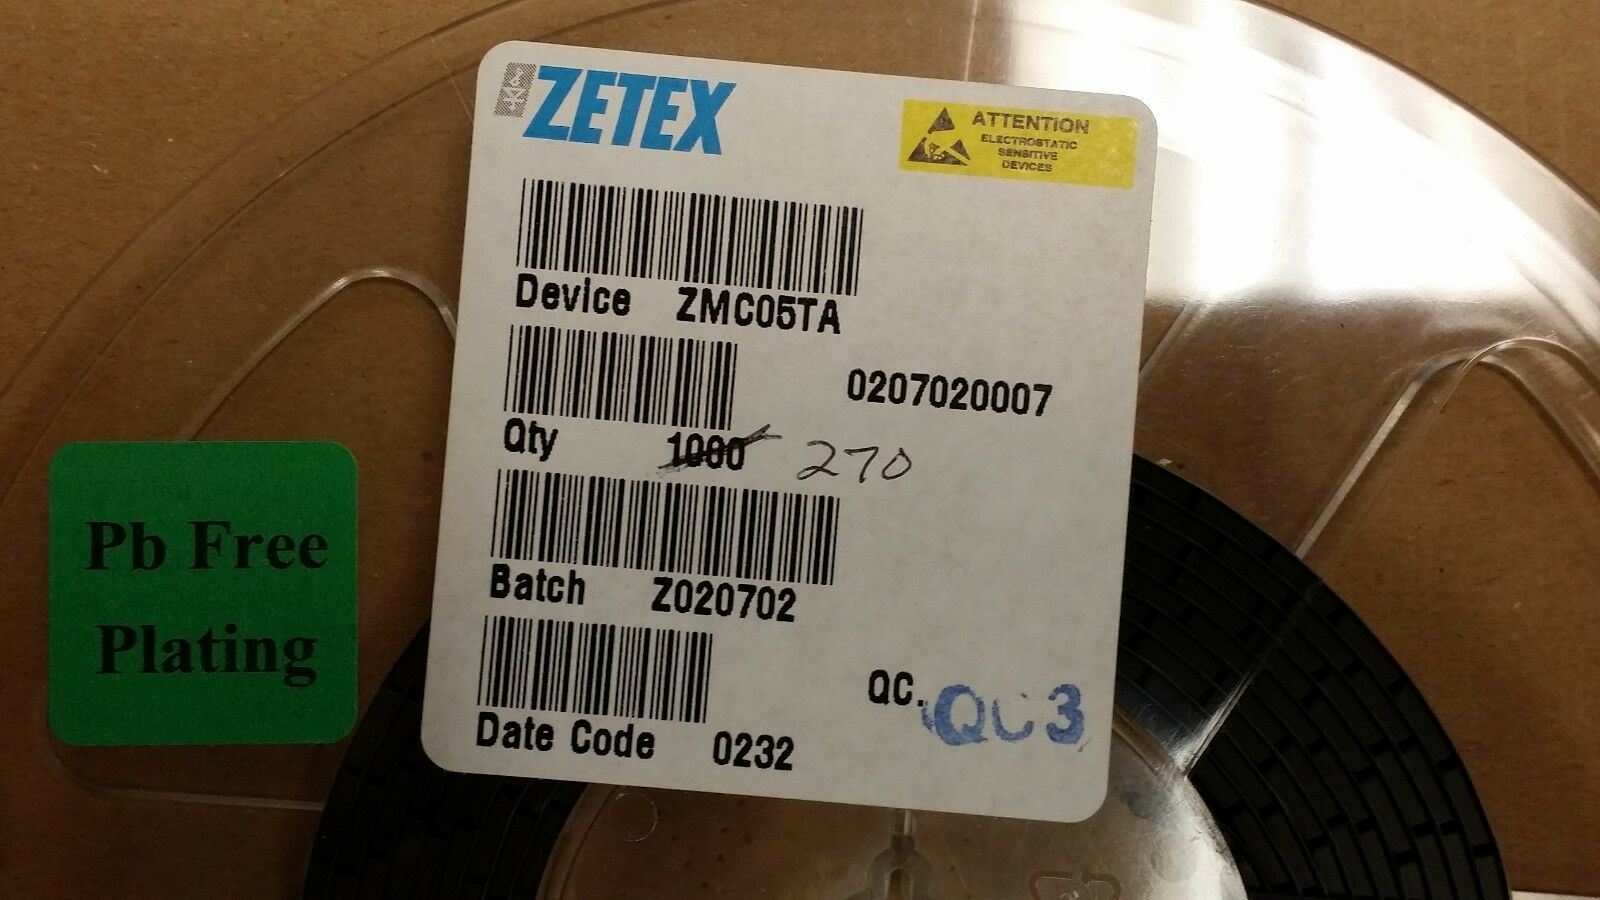 ZETEX
ATTENTION
ELECTROSTATIC
SENSITIVE
DEVICES
Device ZMC05TA
0207020007
Qty 1000 270
Batch Z020702
QC. QC3
Date Code 0232
Pb Free
Plating